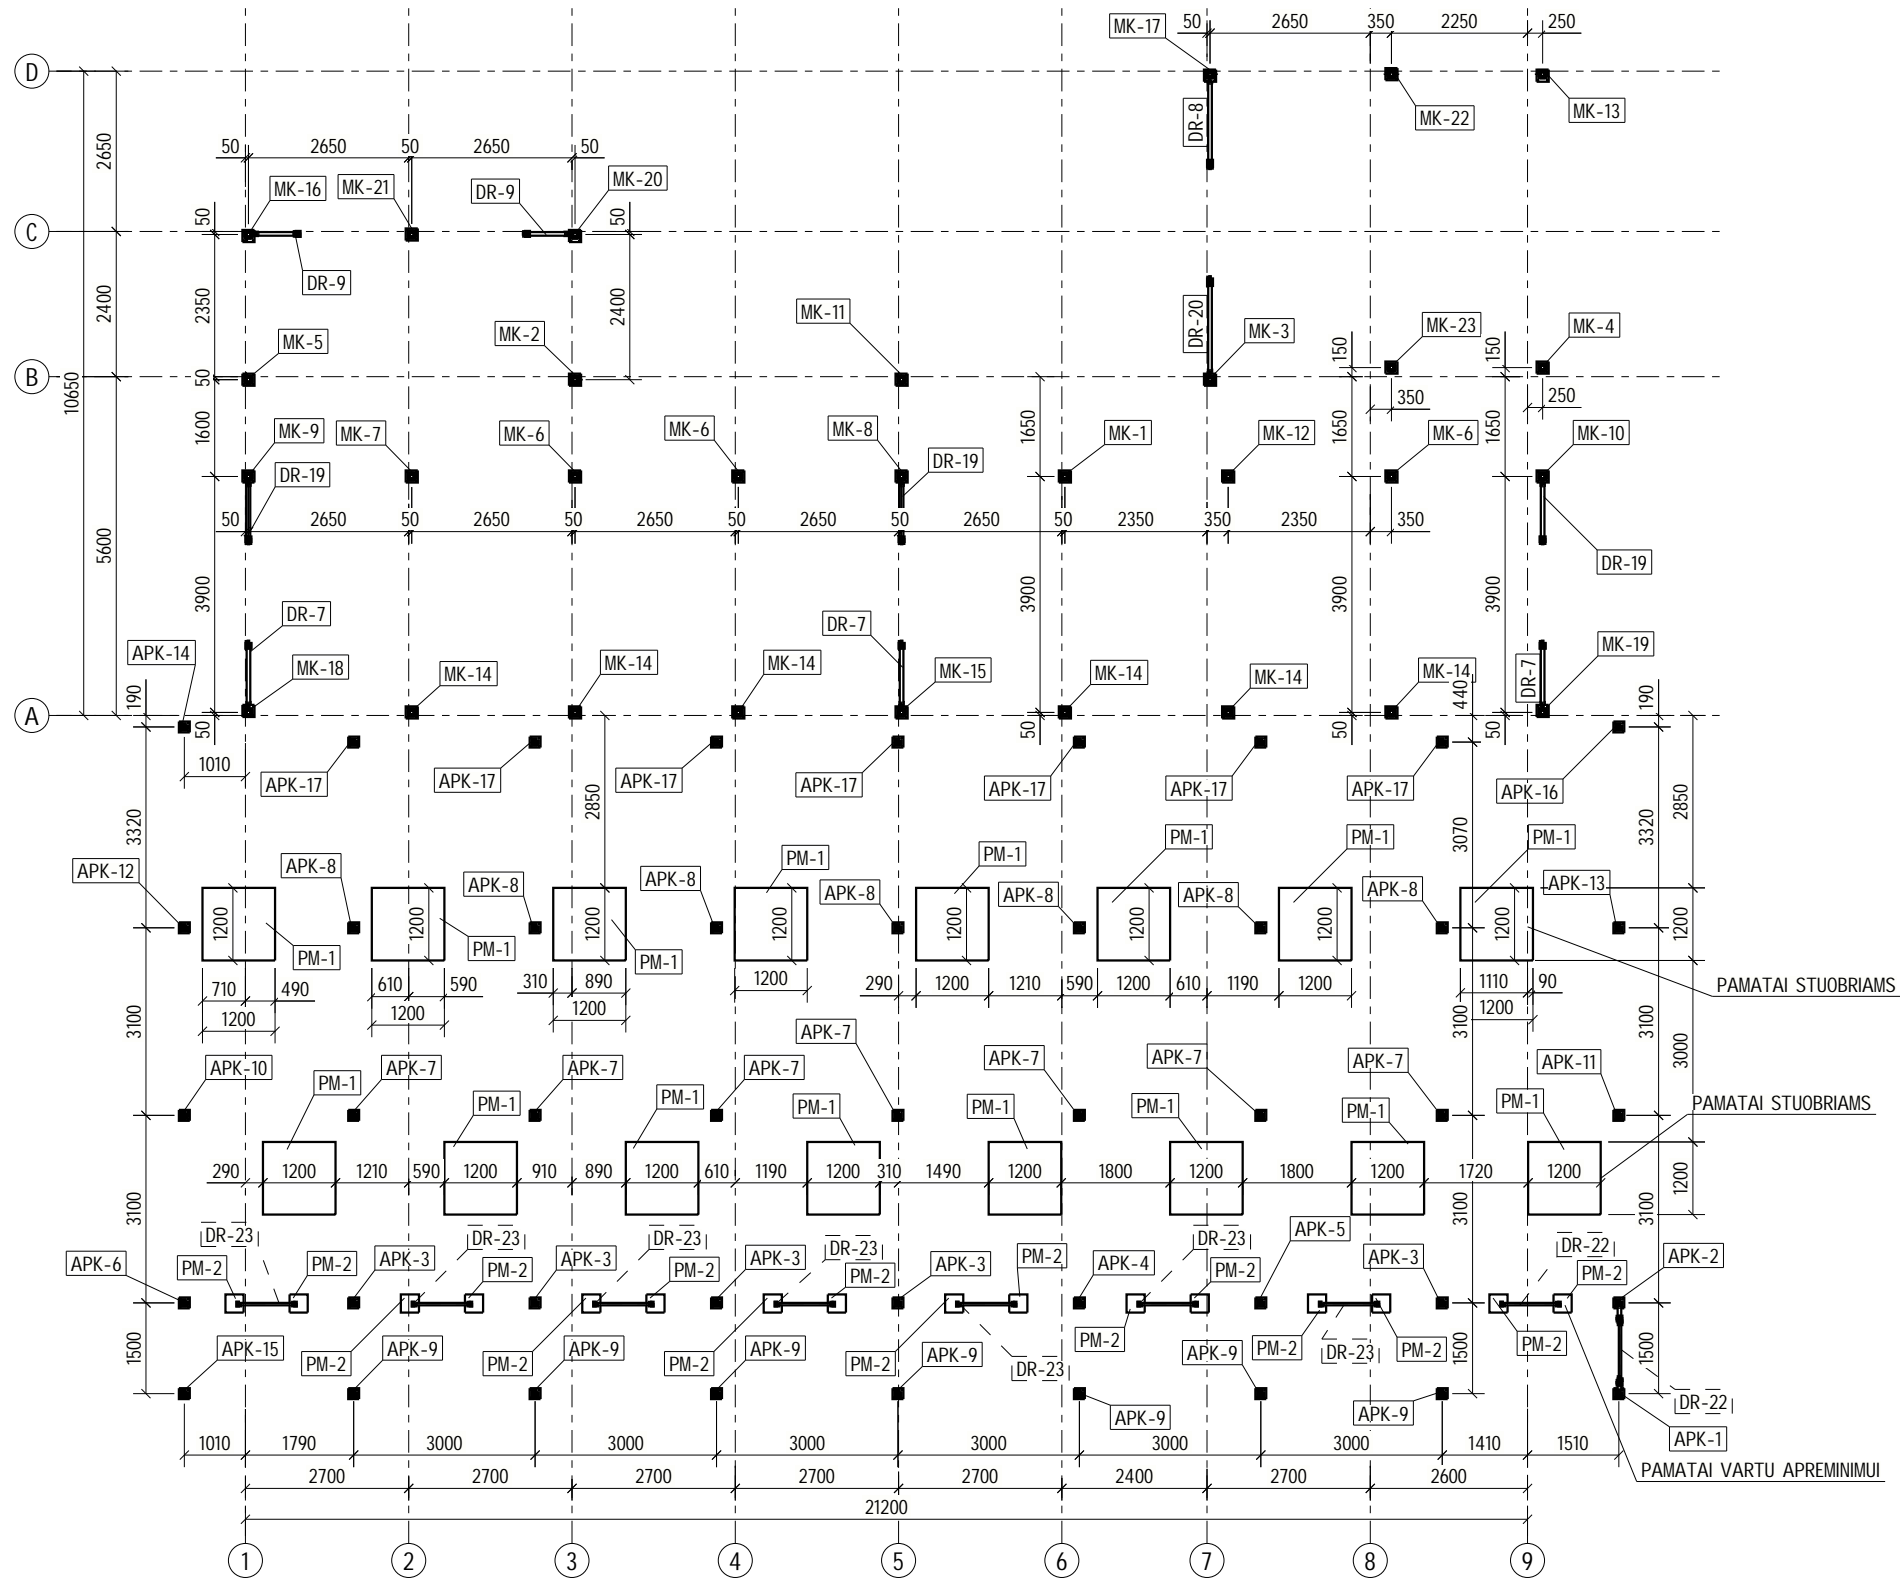 50 2650 350 2250 250
MK-17
D
DR-8
MK-22
MK-13
2650
50 2650 50 2650 50
MK-16
MK-21
DR-9
MK-20
50
50
C
DR-9
2350
2400
2400
MK-11
DR-20
MK-2
MK-5
MK-3
MK-23
MK-4
150
150
B
10650
50
350
250
1600
1650
1650
1650
MK-9
MK-7
MK-6
MK-6
MK-8
MK-1
MK-12
MK-6
MK-10
DR-19
DR-19
50 2650 50 2650 50 2650 50 2650 50 2650 50 2350 350 2350 350
5600
DR-19
3900
3900
3900
3900
DR-7
DR-7
APK-14
DR-7
MK-18
MK-14
MK-14
MK-14
MK-15
MK-14
MK-14
MK-14
MK-19
190
440
190
A
50
50
50
50
1010
APK-17
APK-17
APK-17
APK-17
APK-17
APK-17
APK-17
APK-16
2850
2850
3320
3070
3320
APK-12
APK-8
APK-8
APK-8
PM-1
APK-8
PM-1
APK-8
PM-1
APK-8
PM-1
APK-8
PM-1
APK-13
1200
1200
1200
1200
1200
1200
1200
1200
1200
PM-1
PM-1
PM-1
710 490
610 590
310 890
1200
290 1200 1210 590 1200 610 1190 1200
1110 90
PAMATAI STUOBRIAMS
1200
1200
1200
1200
3100
3100
3100
3000
APK-10
APK-7
APK-7
APK-7
APK-7
APK-7
APK-7
APK-7
APK-11
PM-1
PM-1
PM-1
PM-1
PM-1
PM-1
PM-1
PM-1
PAMATAI STUOBRIAMS
290 1200 1210 590 1200 910 890 1200 610 1190 1200 310 1490 1200 1800 1200 1800 1200 1720 1200
1200
3100
3100
3100
DR-23
DR-23
DR-23
DR-23
DR-23
DR-22
APK-6
PM-2
PM-2
APK-3
PM-2
APK-3
PM-2
APK-3
PM-2
APK-3
PM-2
APK-4
PM-2
APK-5
APK-3
PM-2
APK-2
PM-2
PM-2
PM-2
PM-2
PM-2
PM-2
PM-2
PM-2
DR-23
DR-23
1500
1500
1500
APK-15
APK-9
APK-9
APK-9
APK-9
APK-9
APK-9
APK-9
DR-22
APK-1
1010 1790 3000 3000 3000 3000 3000 3000 1410 1510
PAMATAI VARTU APREMINIMUI
2700 2700 2700 2700 2700 2400 2700 2600
21200
1 2 3 4 5 6 7 8 9